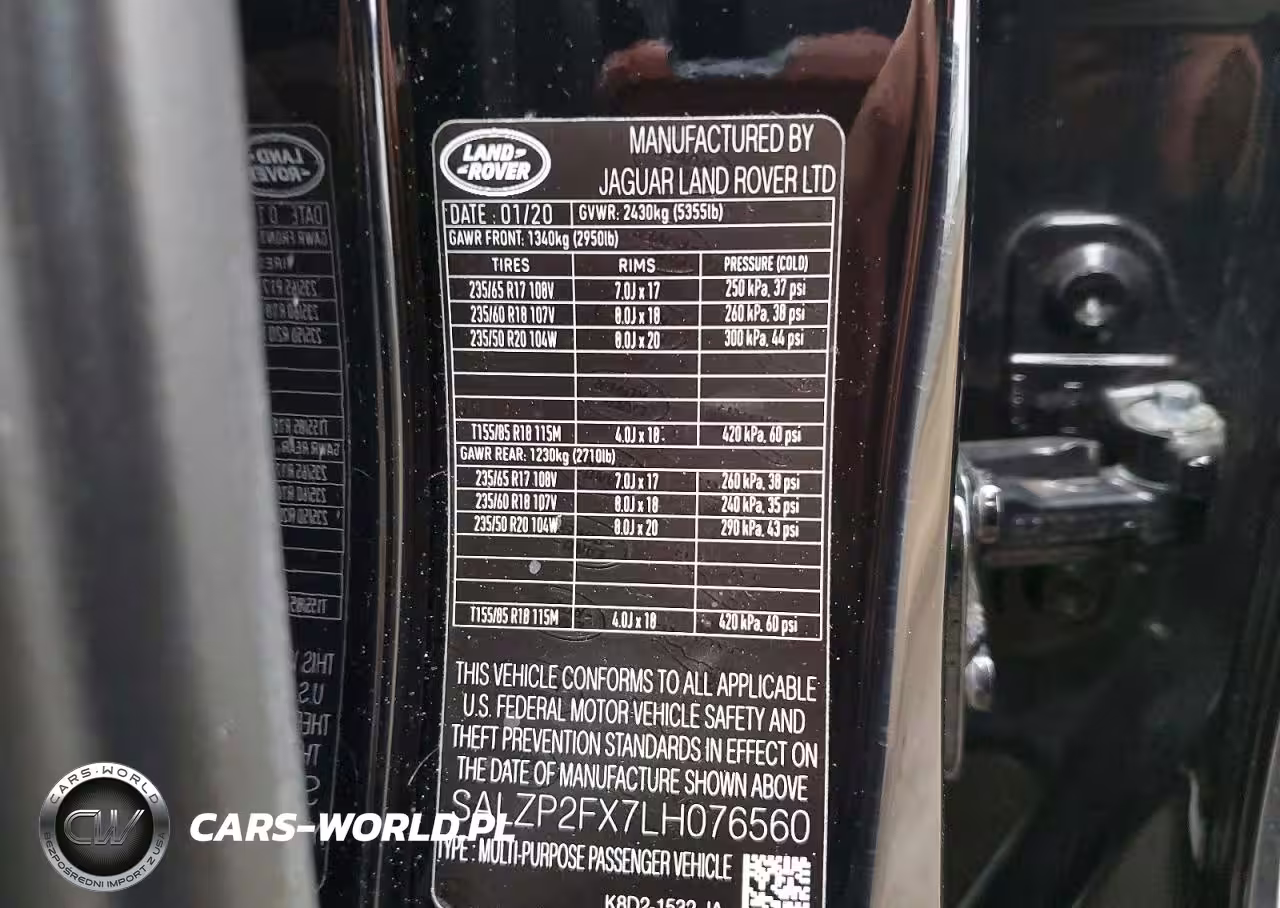 LAND-
-ROVER
MANUFACTURED BY
JAGUAR LAND ROVER LTD
DATE : 01/20 GVWR: 2430kg (5355lb)
GAWR FRONT: 1340kg (2950lb)
TIRES RIMS PRESSURE (COLD)
235/65 R17 108V 7.0J x 17 250 kPa, 37 psi
235/60 R18 107V 8.0J x 18 260 kPa, 38 psi
235/50 R20 104W 8.0J x 20 300 kPa, 44 psi
T155/85 R18 115M 4.0J x 18 420 kPa, 60 psi
GAWR REAR: 1230kg (2710lb)
235/65 R17 108V 7.0J x 17 260 kPa, 38 psi
235/60 R18 107V 8.0J x 18 240 kPa, 35 psi
235/50 R20 104W 8.0J x 20 290 kPa, 43 psi
T155/85 R18 115M 4.0J x 18 420 kPa, 60 psi
THIS VEHICLE CONFORMS TO ALL APPLICABLE
U.S. FEDERAL MOTOR VEHICLE SAFETY AND
THEFT PREVENTION STANDARDS IN EFFECT ON
THE DATE OF MANUFACTURE SHOWN ABOVE
SALZP2FX7LH076560
TYPE : MULTI-PURPOSE PASSENGER VEHICLE
CARS-WORLD
CW
BEZPOŚREDNI IMPORT Z USA
CARS-WORLD.PL